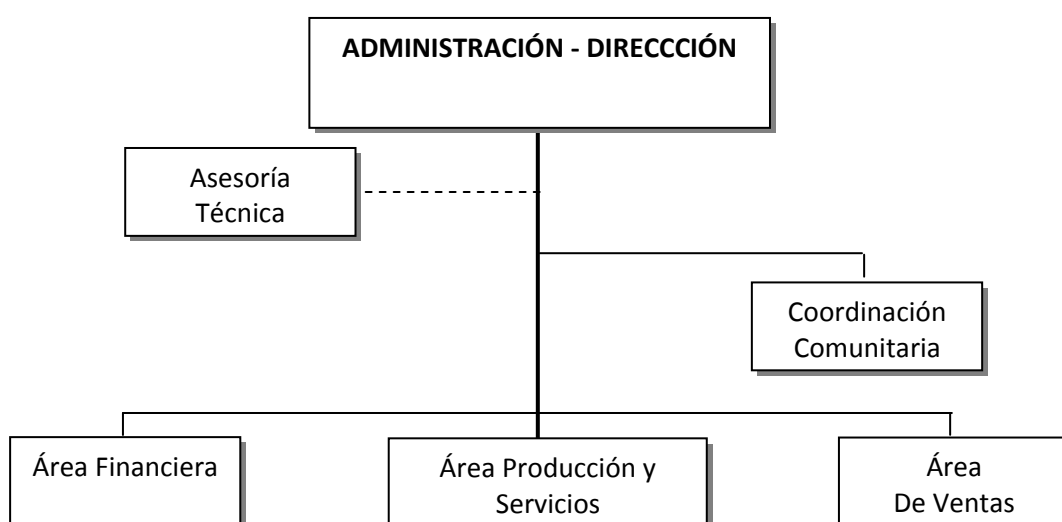 ADMINISTRACIÓN - DIRECCCIÓN
Asesoría
Técnica
Coordinación
Comunitaria
Área Financiera
Área Producción y
Servicios
Área
De Ventas